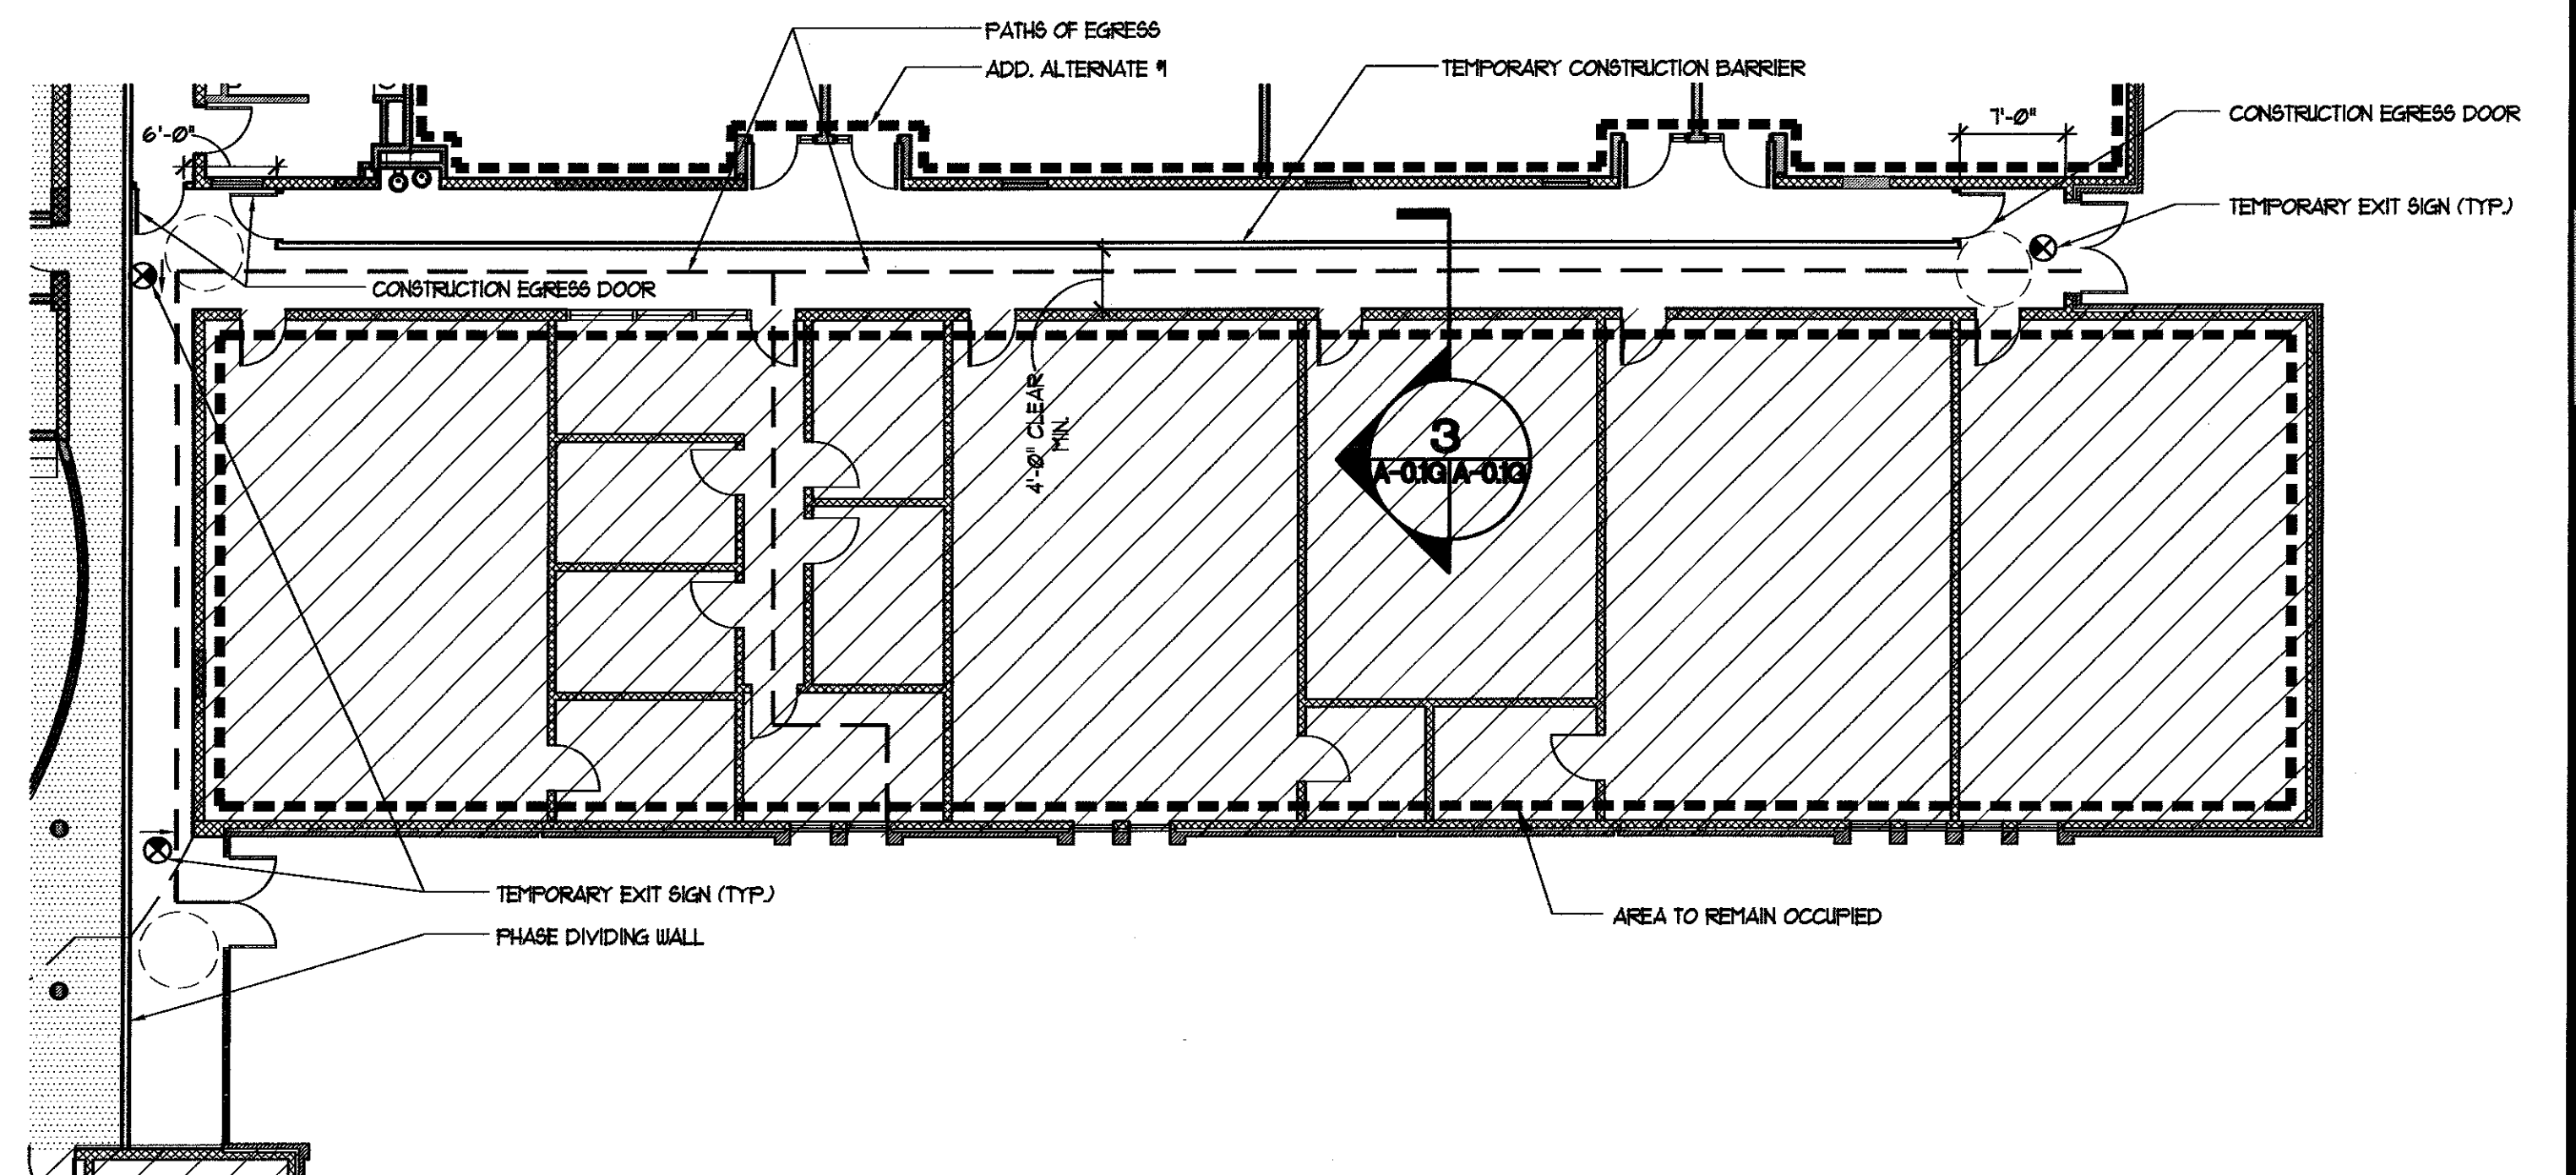 PATHS OF EGRESS
ADD. ALTERNATE #1
TEMPORARY CONSTRUCTION BARRIER
CONSTRUCTION EGRESS DOOR
7'-0"
6'-0"
TEMPORARY EXIT SIGN (TYP.)
CONSTRUCTION EGRESS DOOR
4'-0" CLEAR
MIN.
3
A-0.1G A-0.1G
TEMPORARY EXIT SIGN (TYP.)
AREA TO REMAIN OCCUPIED
PHASE DIVIDING WALL